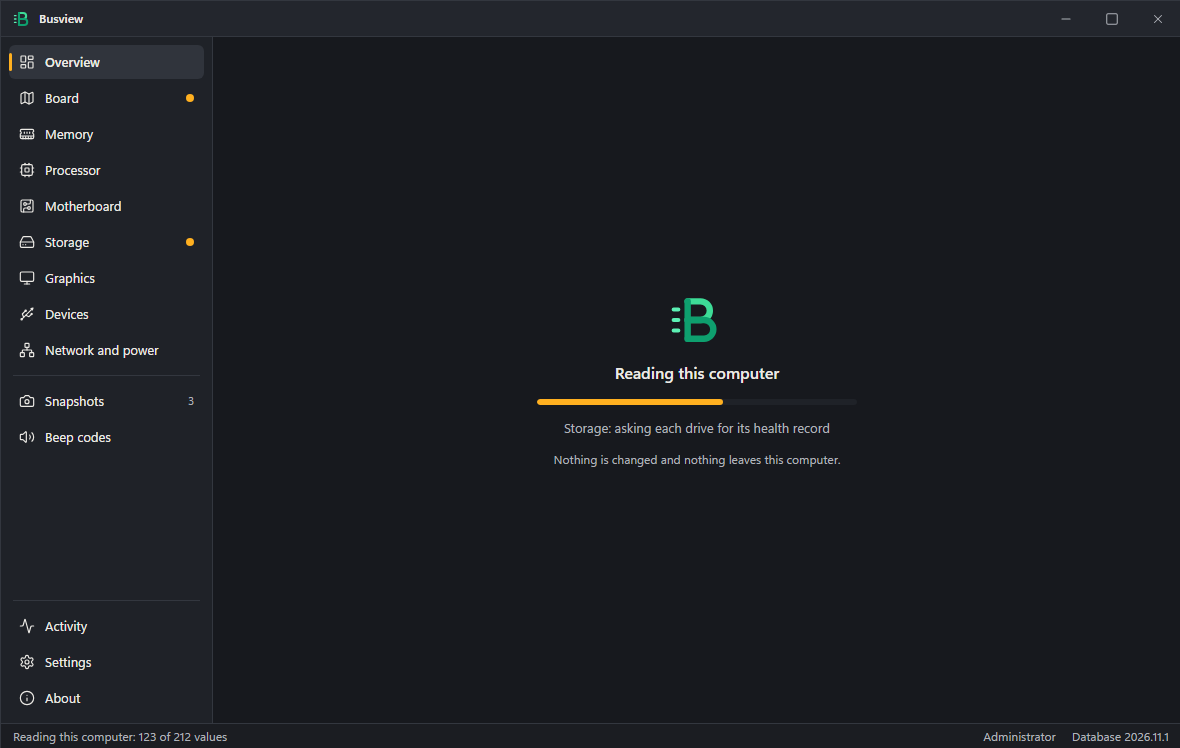 Busview
Overview
Board
Memory
Processor
Motherboard
Storage
Graphics
Devices
Network and power
Snapshots 3
Beep codes
Activity
Settings
About
B
Reading this computer
Storage: asking each drive for its health record
Nothing is changed and nothing leaves this computer.
Reading this computer: 123 of 212 values
Administrator
Database 2026.11.1